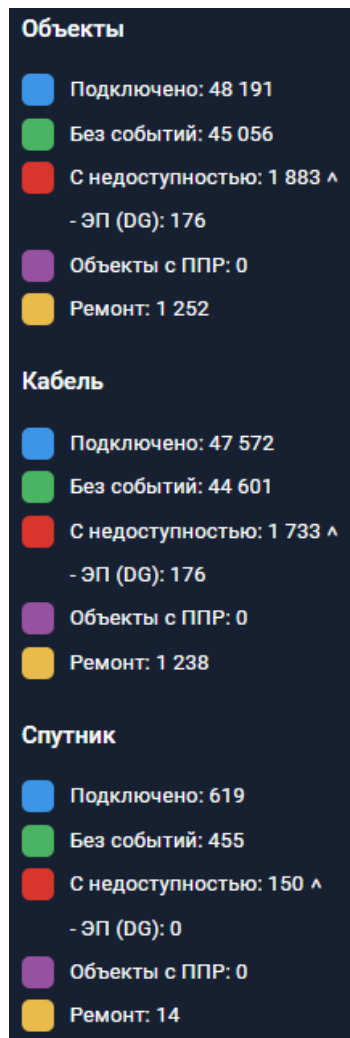 Объекты
Подключено: 48 191
Без событий: 45 056
С недоступностью: 1 883 ^
- ЭП (DG): 176
Объекты с ППР: 0
Ремонт: 1 252
Кабель
Подключено: 47 572
Без событий: 44 601
С недоступностью: 1 733 ^
- ЭП (DG): 176
Объекты с ППР: 0
Ремонт: 1 238
Спутник
Подключено: 619
Без событий: 455
С недоступностью: 150 ^
- ЭП (DG): 0
Объекты с ППР: 0
Ремонт: 14